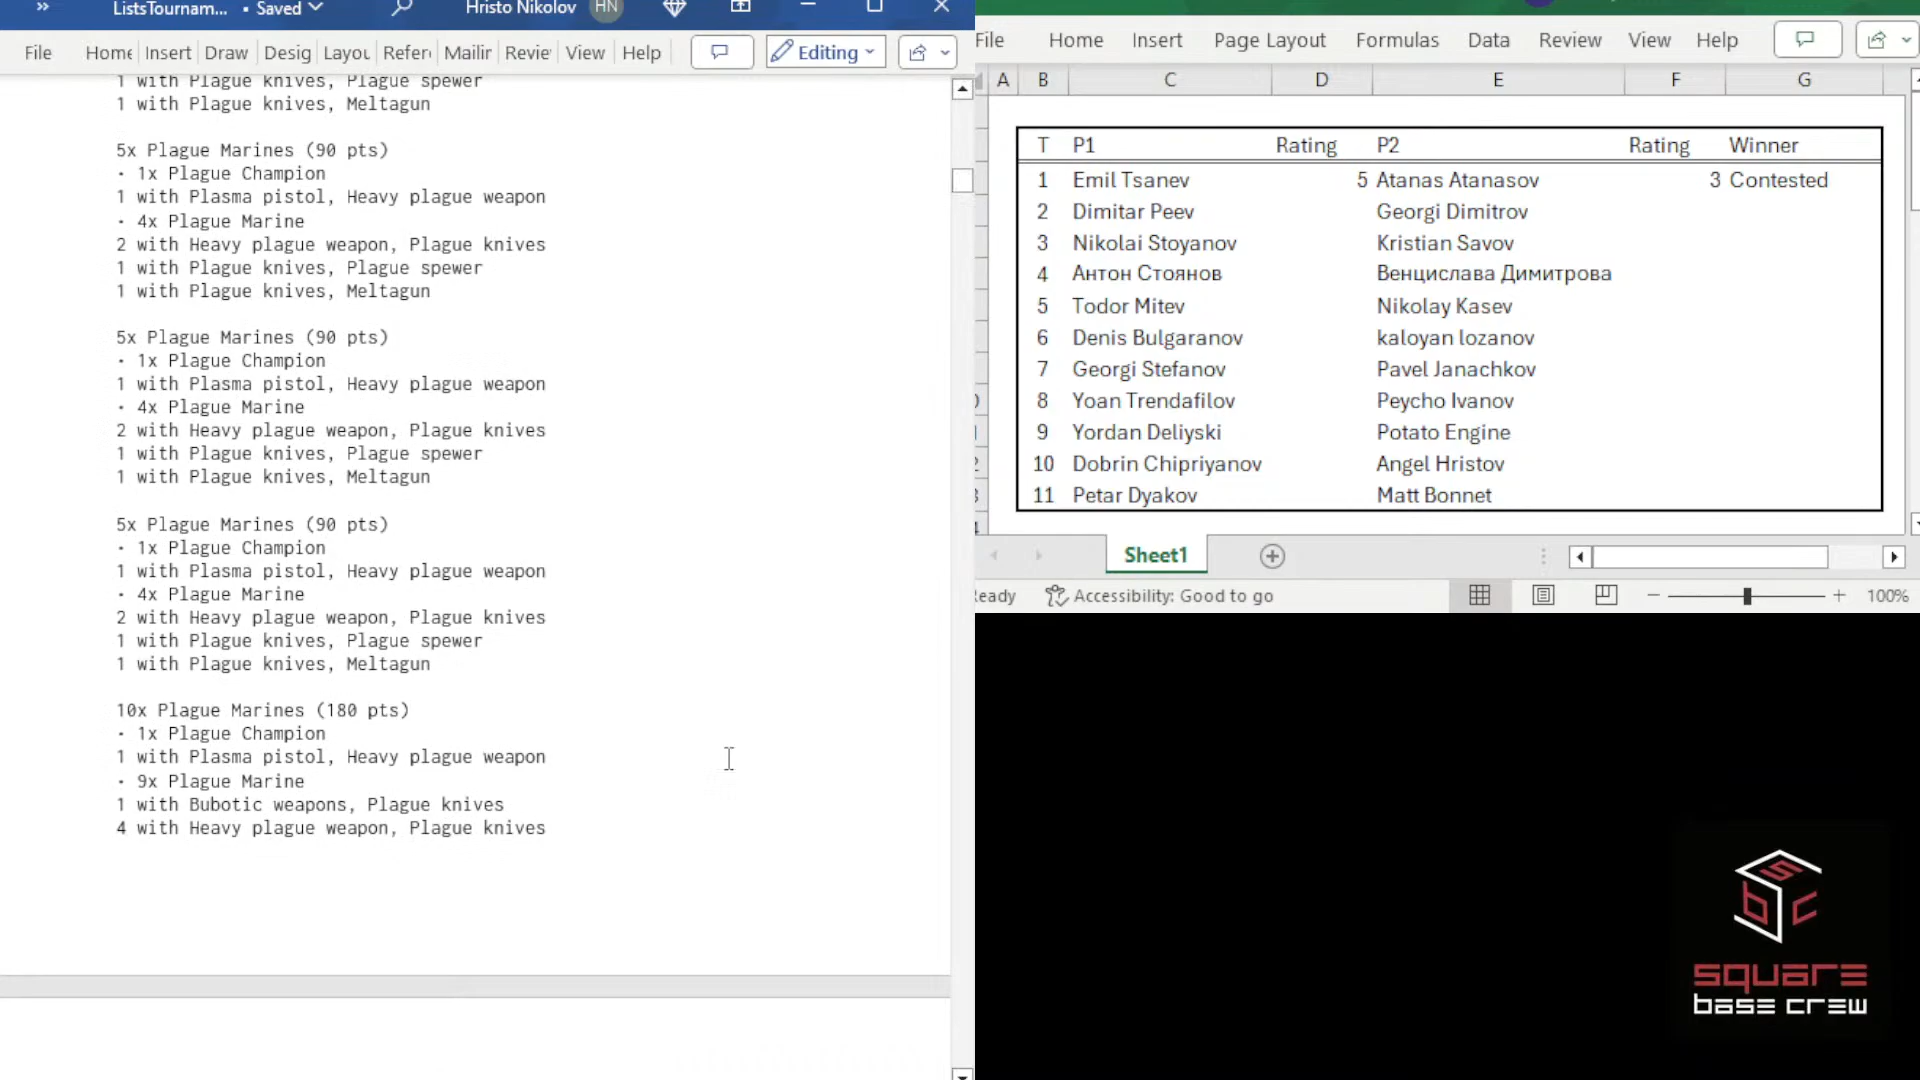 ListsTournam... • Saved
Hristo Nikolov HN
File Home Insert Draw Desig Layou Refer Mailin Revie View Help Editing
1 with Plague knives, Plague spewer
1 with Plague knives, Meltagun
5x Plague Marines (90 pts)
• 1x Plague Champion
1 with Plasma pistol, Heavy plague weapon
• 4x Plague Marine
2 with Heavy plague weapon, Plague knives
1 with Plague knives, Plague spewer
1 with Plague knives, Meltagun
5x Plague Marines (90 pts)
• 1x Plague Champion
1 with Plasma pistol, Heavy plague weapon
• 4x Plague Marine
2 with Heavy plague weapon, Plague knives
1 with Plague knives, Plague spewer
1 with Plague knives, Meltagun
5x Plague Marines (90 pts)
• 1x Plague Champion
1 with Plasma pistol, Heavy plague weapon
• 4x Plague Marine
2 with Heavy plague weapon, Plague knives
1 with Plague knives, Plague spewer
1 with Plague knives, Meltagun
10x Plague Marines (180 pts)
• 1x Plague Champion
1 with Plasma pistol, Heavy plague weapon
• 9x Plague Marine
1 with Bubotic weapons, Plague knives
4 with Heavy plague weapon, Plague knives
File Home Insert Page Layout Formulas Data Review View Help
A B C D E F G
T P1 Rating P2 Rating Winner
1 Emil Tsanev 5 Atanas Atanasov 3 Contested
2 Dimitar Peev Georgi Dimitrov
3 Nikolai Stoyanov Kristian Savov
4 Антон Стоянов Венцислава Димитрова
5 Todor Mitev Nikolay Kasev
6 Denis Bulgaranov kaloyan lozanov
7 Georgi Stefanov Pavel Janachkov
8 Yoan Trendafilov Peycho Ivanov
9 Yordan Deliyski Potato Engine
10 Dobrin Chipriyanov Angel Hristov
11 Petar Dyakov Matt Bonnet
Sheet1
eady Accessibility: Good to go 100%
s b c
square
base crew